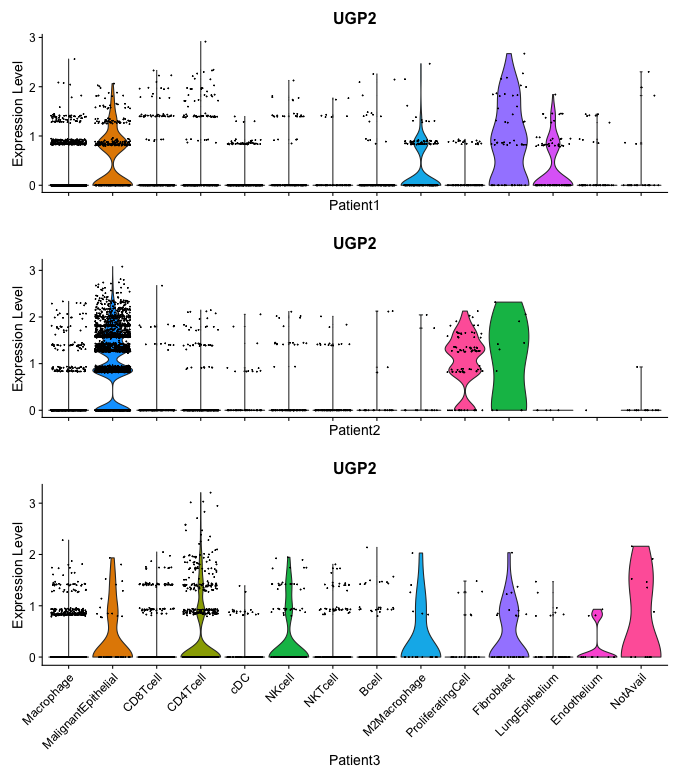 UGP2
Expression Level
3
2
1
0
Patient1
UGP2
Expression Level
3
2
1
0
Patient2
UGP2
Expression Level
3
2
1
0
Macrophage
MalignantEpithelial
CD8Tcell
CD4Tcell
cDC
NKcell
NKTcell
Bcell
M2Macrophage
ProliferatingCell
Fibroblast
LungEpithelium
Endothelium
NotAvail
Patient3